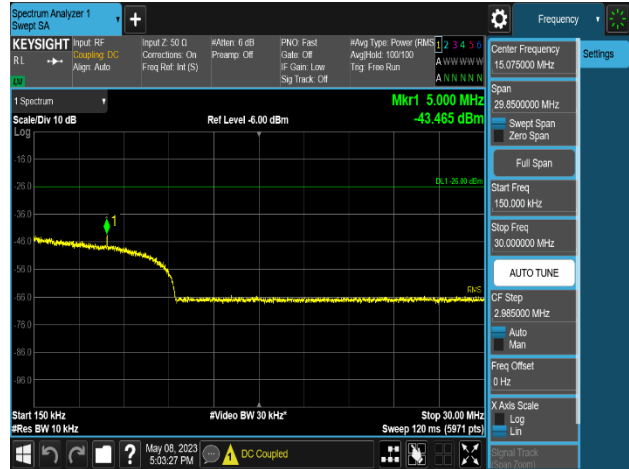 Spectrum Analyzer 1
Swept SA
Frequency
KEYSIGHT
RL
Input: RF
Coupling: DC
Align: Auto
Input Z: 50 Ω
Corrections: On
Freq Ref: Int (S)
#Atten: 6 dB
Preamp: Off
PNO: Fast
Gate: Off
IF Gain: Low
Sig Track: Off
#Avg Type: Power (RMS
Avg|Hold: 100/100
Trig: Free Run
1 2 3 4 5 6
A W W W W W
A N N N N N
1 Spectrum
Scale/Div 10 dB
Ref Level -6.00 dBm
Mkr1 5.000 MHz
-43.465 dBm
Log
-16.0
-26.0
-36.0
-46.0
-56.0
-66.0
-76.0
-86.0
-96.0
DL1 -26.00 dBm
1
RMS
Start 150 kHz
#Res BW 10 kHz
#Video BW 30 kHz*
Stop 30.00 MHz
Sweep 120 ms (5971 pts)
Center Frequency
15.075000 MHz
Span
29.8500000 MHz
Swept Span
Zero Span
Full Span
Start Freq
150.000 kHz
Stop Freq
30.000000 MHz
AUTO TUNE
CF Step
2.985000 MHz
Auto
Man
Freq Offset
0 Hz
X Axis Scale
Log
Lin
Signal Track
(Span Zoom)
Settings
?
May 08, 2023
5:03:27 PM
DC Coupled